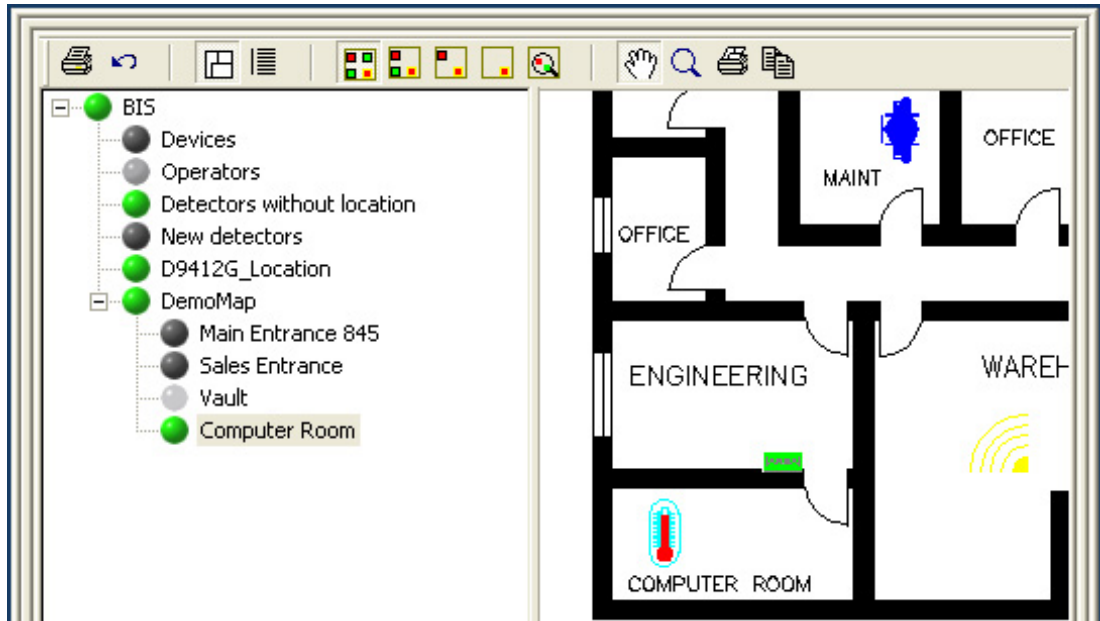 BIS
Devices
Operators
Detectors without location
New detectors
D9412G_Location
DemoMap
Main Entrance 845
Sales Entrance
Vault
Computer Room
OFFICE
MAINT
OFFICE
ENGINEERING
WAREH
COMPUTER ROOM